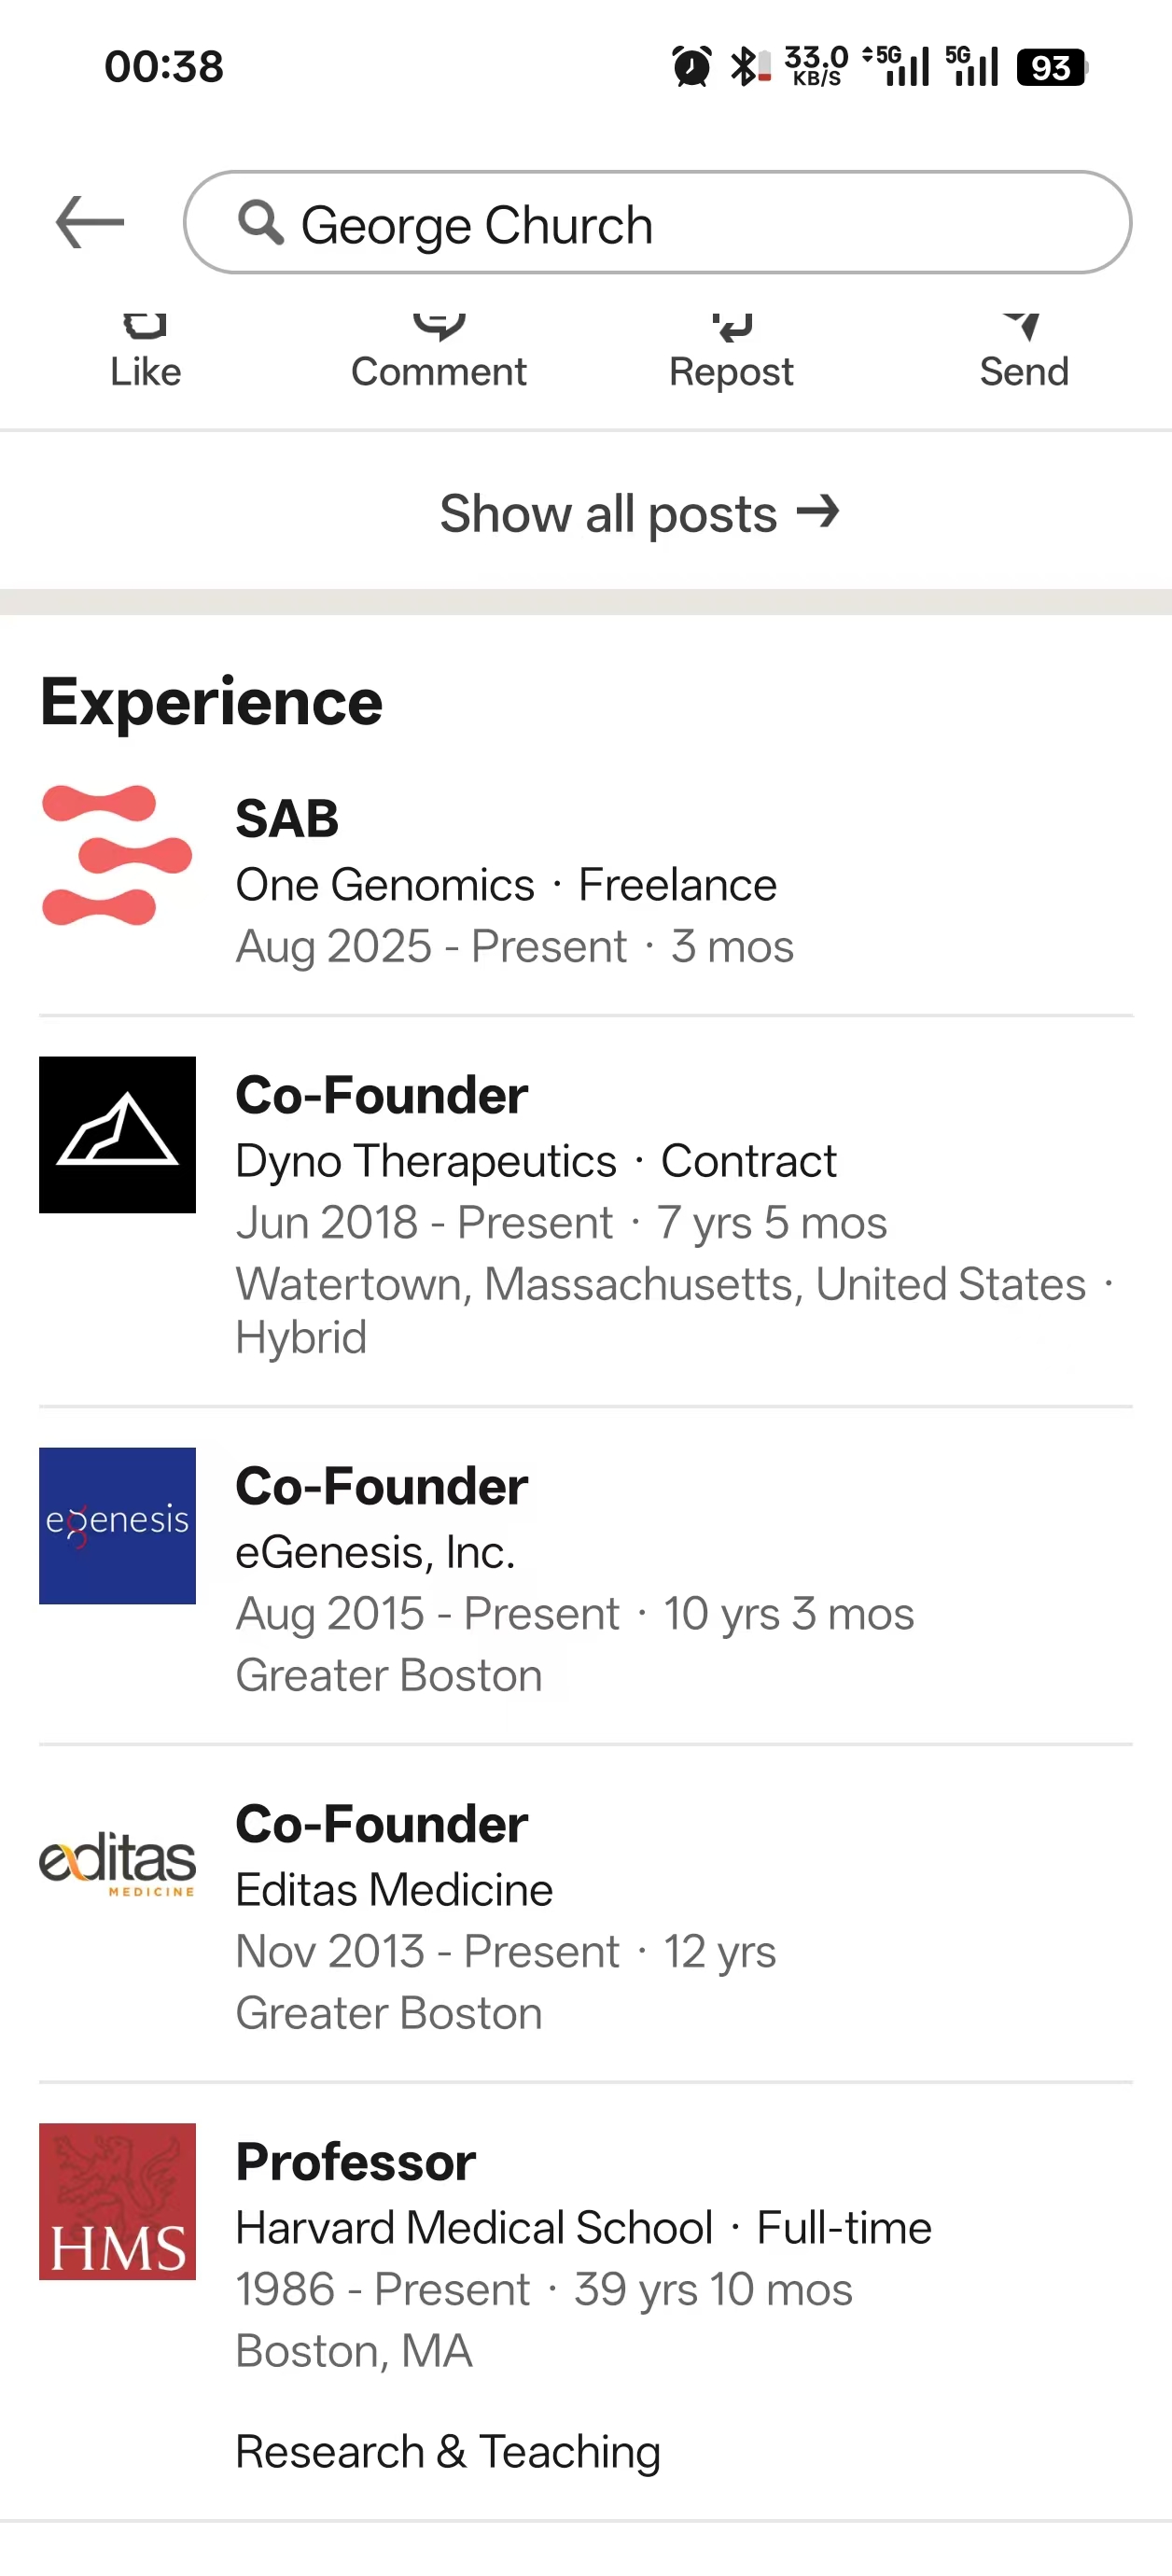 00:38
33.0 KB/S 5G 5G 93
George Church
Like Comment Repost Send
Show all posts →
Experience
SAB
One Genomics · Freelance
Aug 2025 - Present · 3 mos
Co-Founder
Dyno Therapeutics · Contract
Jun 2018 - Present · 7 yrs 5 mos
Watertown, Massachusetts, United States ·
Hybrid
egenesis
Co-Founder
eGenesis, Inc.
Aug 2015 - Present · 10 yrs 3 mos
Greater Boston
editas
MEDICINE
Co-Founder
Editas Medicine
Nov 2013 - Present · 12 yrs
Greater Boston
HMS
Professor
Harvard Medical School · Full-time
1986 - Present · 39 yrs 10 mos
Boston, MA
Research & Teaching